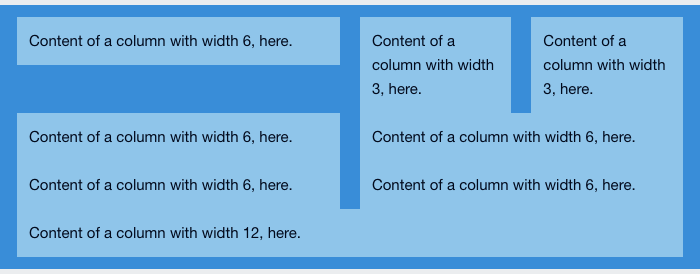 Content of a column with width 6, here.
Content of a
column with width
3, here.
Content of a
column with width
3, here.
Content of a column with width 6, here.
Content of a column with width 6, here.
Content of a column with width 6, here.
Content of a column with width 6, here.
Content of a column with width 12, here.